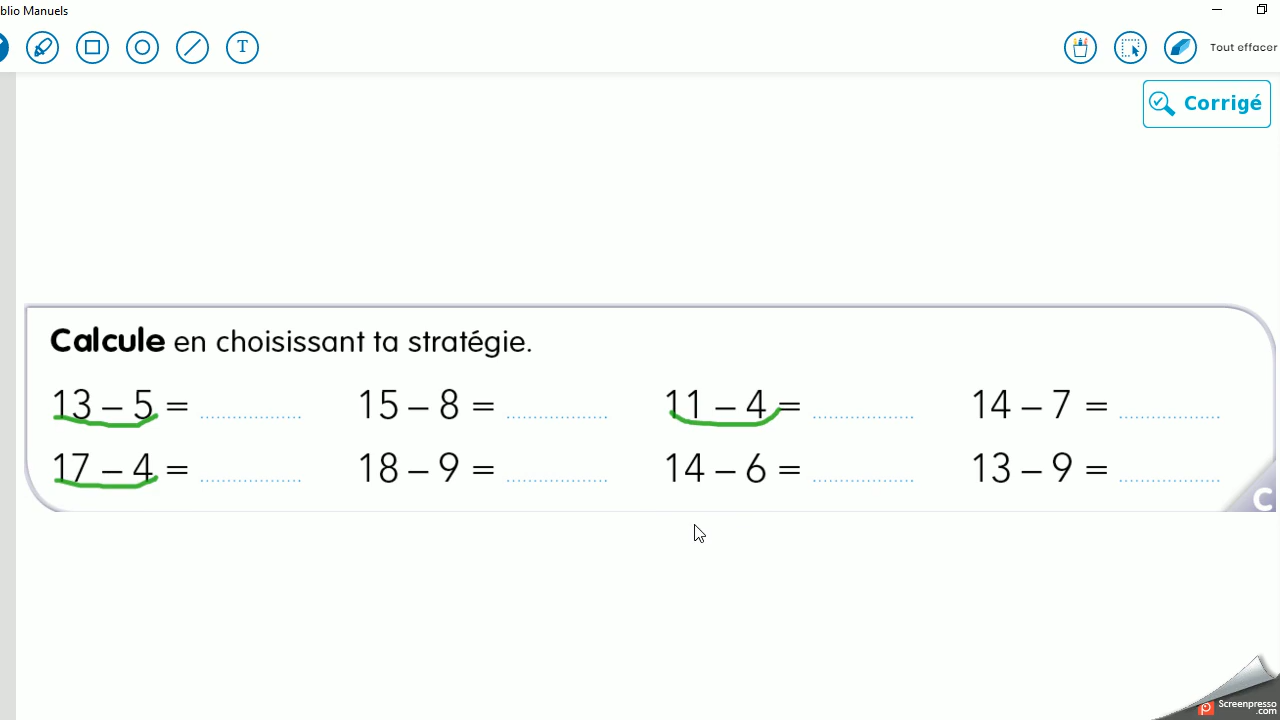 blio Manuels
T
Tout effacer
Corrigé
Calcule en choisissant ta stratégie.
13 – 5 = .................... 15 – 8 = .................... 11 – 4 = .................... 14 – 7 = ....................
17 – 4 = .................... 18 – 9 = .................... 14 – 6 = .................... 13 – 9 = ....................
C
Screenpresso
.com